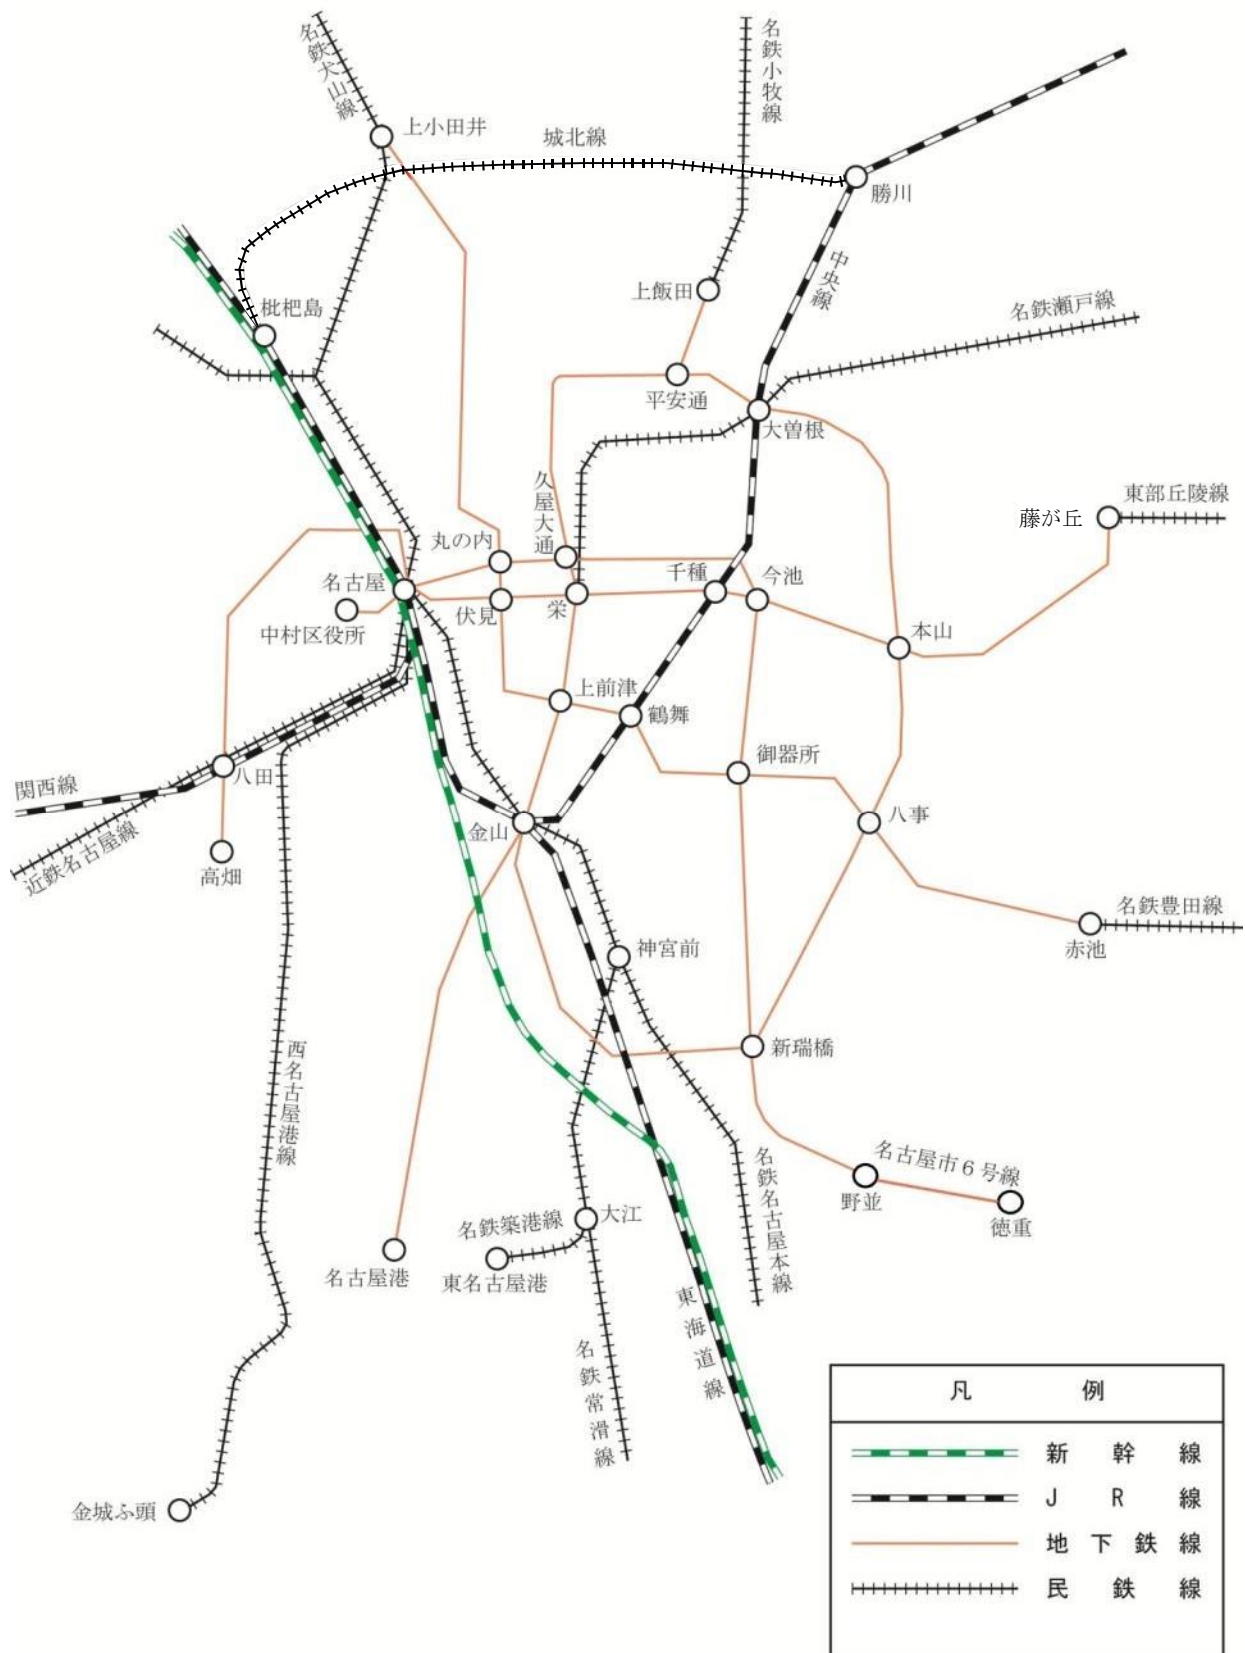 名鉄犬山線
名鉄小牧線
上小田井
城北線
勝川
中央線
上飯田
枇杷島
名鉄瀬戸線
平安通
大曽根
久屋大通
東部丘陵線
藤が丘
丸の内
名古屋
千種
今池
中村区役所
伏見
栄
本山
上前津
鶴舞
御器所
関西線
八田
近鉄名古屋線
金山
八事
高畑
名鉄豊田線
赤池
神宮前
西名古屋港線
新瑞橋
名古屋市6号線
野並
徳重
名鉄名古屋本線
名鉄築港線
大江
名古屋港
東名古屋港
東海道線
名鉄常滑線
金城ふ頭
凡例
新幹線
JR線
地下鉄線
民鉄線